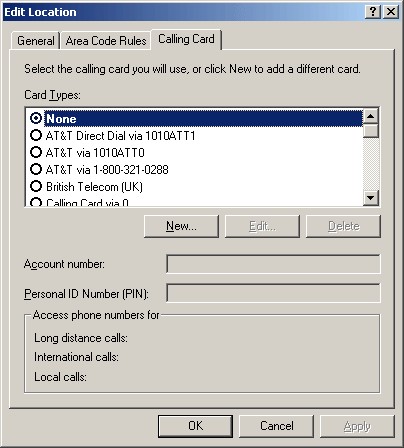 Edit Location
General Area Code Rules Calling Card
Select the calling card you will use, or click New to add a different card.
Card Types:
None
AT&T Direct Dial via 1010ATT1
AT&T via 1010ATT0
AT&T via 1-800-321-0288
British Telecom (UK)
Calling Card via 0
New... Edit... Delete
Account number:
Personal ID Number (PIN):
Access phone numbers for
Long distance calls:
International calls:
Local calls:
OK Cancel Apply